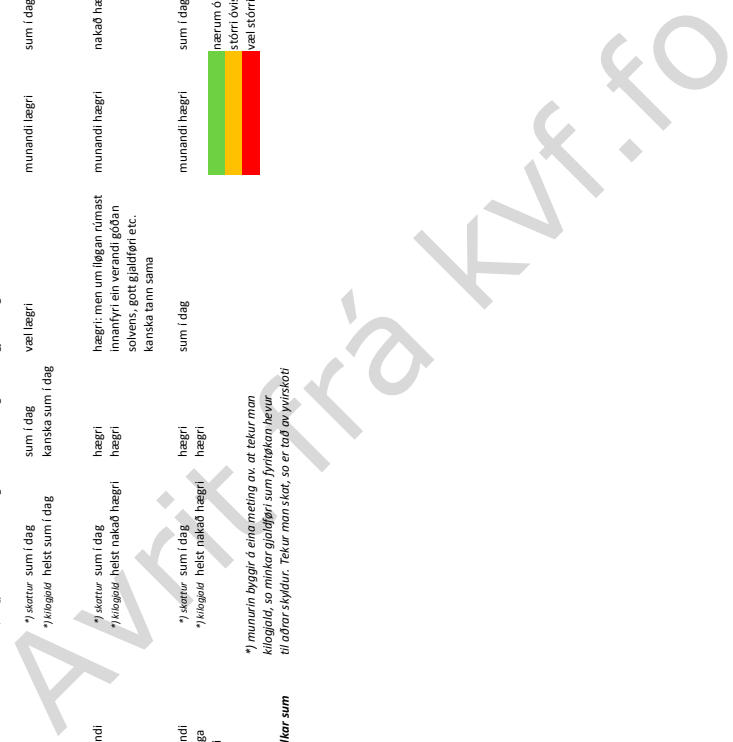 *) skattur sum í dag sum í dag væl lægri munandi lægri sum í dag
*) kilogjald helst sum í dag kanska sum í dag
ndi *) skattur sum í dag hægri hægri: men um íløgan rúmast munandi hægri nakað hæ
*) kilogjald helst nakað hægri hægri innanfyri ein verandi góðan
solvens, gott gjaldføri etc.
kanska tann sama
ndi *) skattur sum í dag hægri sum í dag munandi hægri sum í dag
ga *) kilogjald helst nakað hægri hægri
i nærum ó
stórri óvis
*) munurin byggir á eina meting av. at tekur man væl stórri
kilogjald, so minkar gjaldføri sum fyritøkan hevur
lkar sum til aðrar skyldur. Tekur man skat, so er tað av yvirskoti
Avrit frá kvf.fo